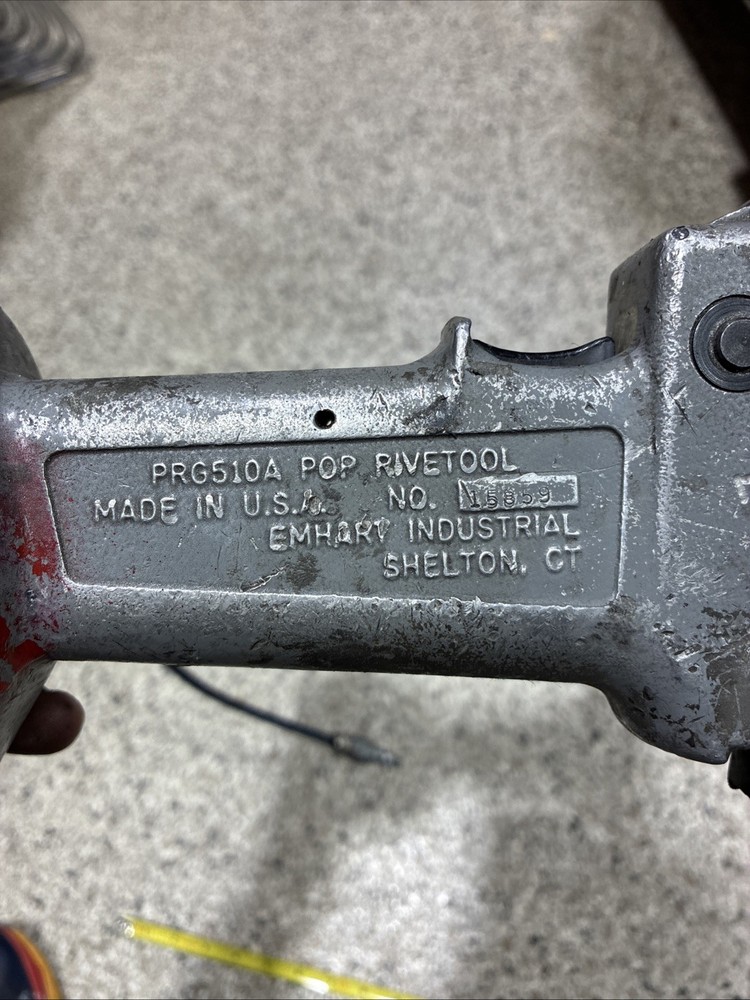 PRG510A POP RIVETOOL
MADE IN U.S.A. NO. 15859
EMHART INDUSTRIAL
SHELTON, CT